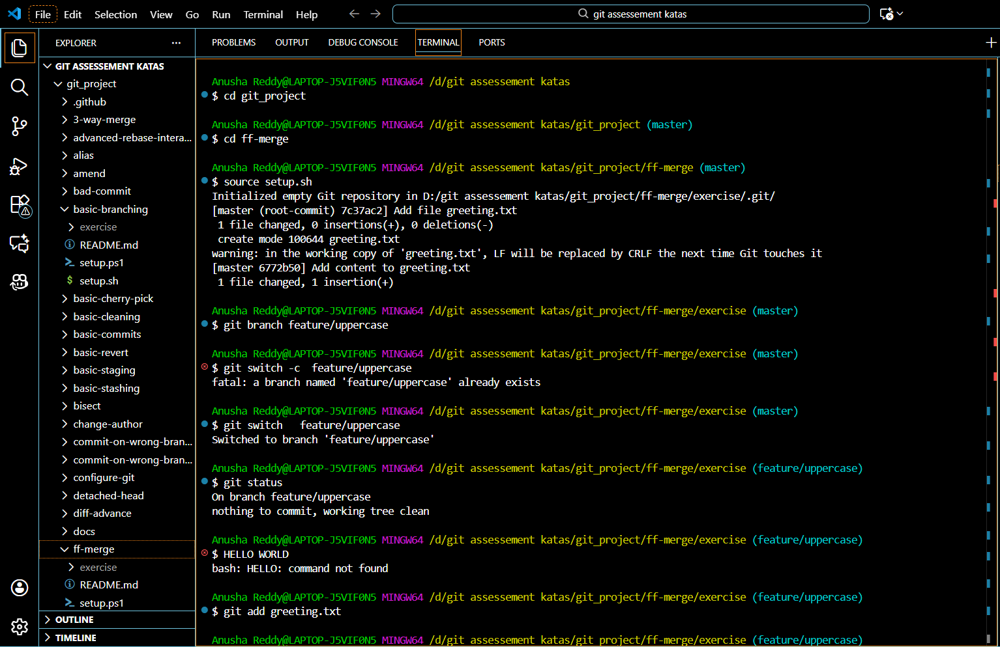 File Edit Selection View Go Run Terminal Help
git assessement katas
EXPLORER
PROBLEMS OUTPUT DEBUG CONSOLE TERMINAL PORTS
GIT ASSESSEMENT KATAS
git_project
.github
3-way-merge
advanced-rebase-intera...
alias
amend
bad-commit
basic-branching
exercise
README.md
setup.ps1
setup.sh
basic-cherry-pick
basic-cleaning
basic-commits
basic-revert
basic-staging
basic-stashing
bisect
change-author
commit-on-wrong-bran...
commit-on-wrong-bran...
configure-git
detached-head
diff-advance
docs
ff-merge
exercise
README.md
setup.ps1
OUTLINE
TIMELINE
Anusha Reddy@LAPTOP-J5VIF0N5 MINGW64 /d/git assessement katas
$ cd git_project
Anusha Reddy@LAPTOP-J5VIF0N5 MINGW64 /d/git assessement katas/git_project (master)
$ cd ff-merge
Anusha Reddy@LAPTOP-J5VIF0N5 MINGW64 /d/git assessement katas/git_project/ff-merge (master)
$ source setup.sh
Initialized empty Git repository in D:/git assessement katas/git_project/ff-merge/exercise/.git/
[master (root-commit) 7c37ac2] Add file greeting.txt
1 file changed, 0 insertions(+), 0 deletions(-)
create mode 100644 greeting.txt
warning: in the working copy of 'greeting.txt', LF will be replaced by CRLF the next time Git touches it
[master 6772b50] Add content to greeting.txt
1 file changed, 1 insertion(+)
Anusha Reddy@LAPTOP-J5VIF0N5 MINGW64 /d/git assessement katas/git_project/ff-merge/exercise (master)
$ git branch feature/uppercase
Anusha Reddy@LAPTOP-J5VIF0N5 MINGW64 /d/git assessement katas/git_project/ff-merge/exercise (master)
$ git switch -c  feature/uppercase
fatal: a branch named 'feature/uppercase' already exists
Anusha Reddy@LAPTOP-J5VIF0N5 MINGW64 /d/git assessement katas/git_project/ff-merge/exercise (master)
$ git switch   feature/uppercase
Switched to branch 'feature/uppercase'
Anusha Reddy@LAPTOP-J5VIF0N5 MINGW64 /d/git assessement katas/git_project/ff-merge/exercise (feature/uppercase)
$ git status
On branch feature/uppercase
nothing to commit, working tree clean
Anusha Reddy@LAPTOP-J5VIF0N5 MINGW64 /d/git assessement katas/git_project/ff-merge/exercise (feature/uppercase)
$ HELLO WORLD
bash: HELLO: command not found
Anusha Reddy@LAPTOP-J5VIF0N5 MINGW64 /d/git assessement katas/git_project/ff-merge/exercise (feature/uppercase)
$ git add greeting.txt
Anusha Reddy@LAPTOP-J5VIF0N5 MINGW64 /d/git assessement katas/git_project/ff-merge/exercise (feature/uppercase)